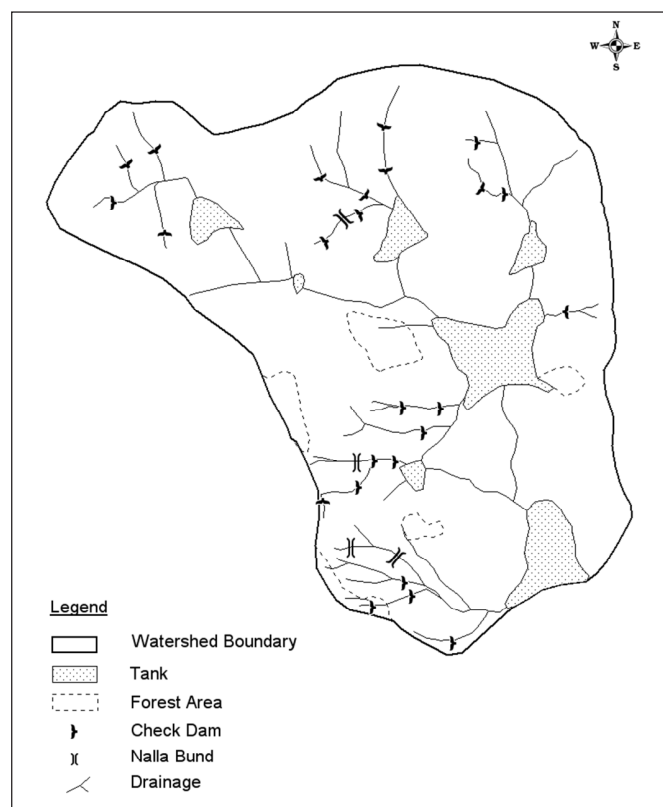 N
W E
S
Legend
Watershed Boundary
Tank
Forest Area
Check Dam
Nalla Bund
Drainage